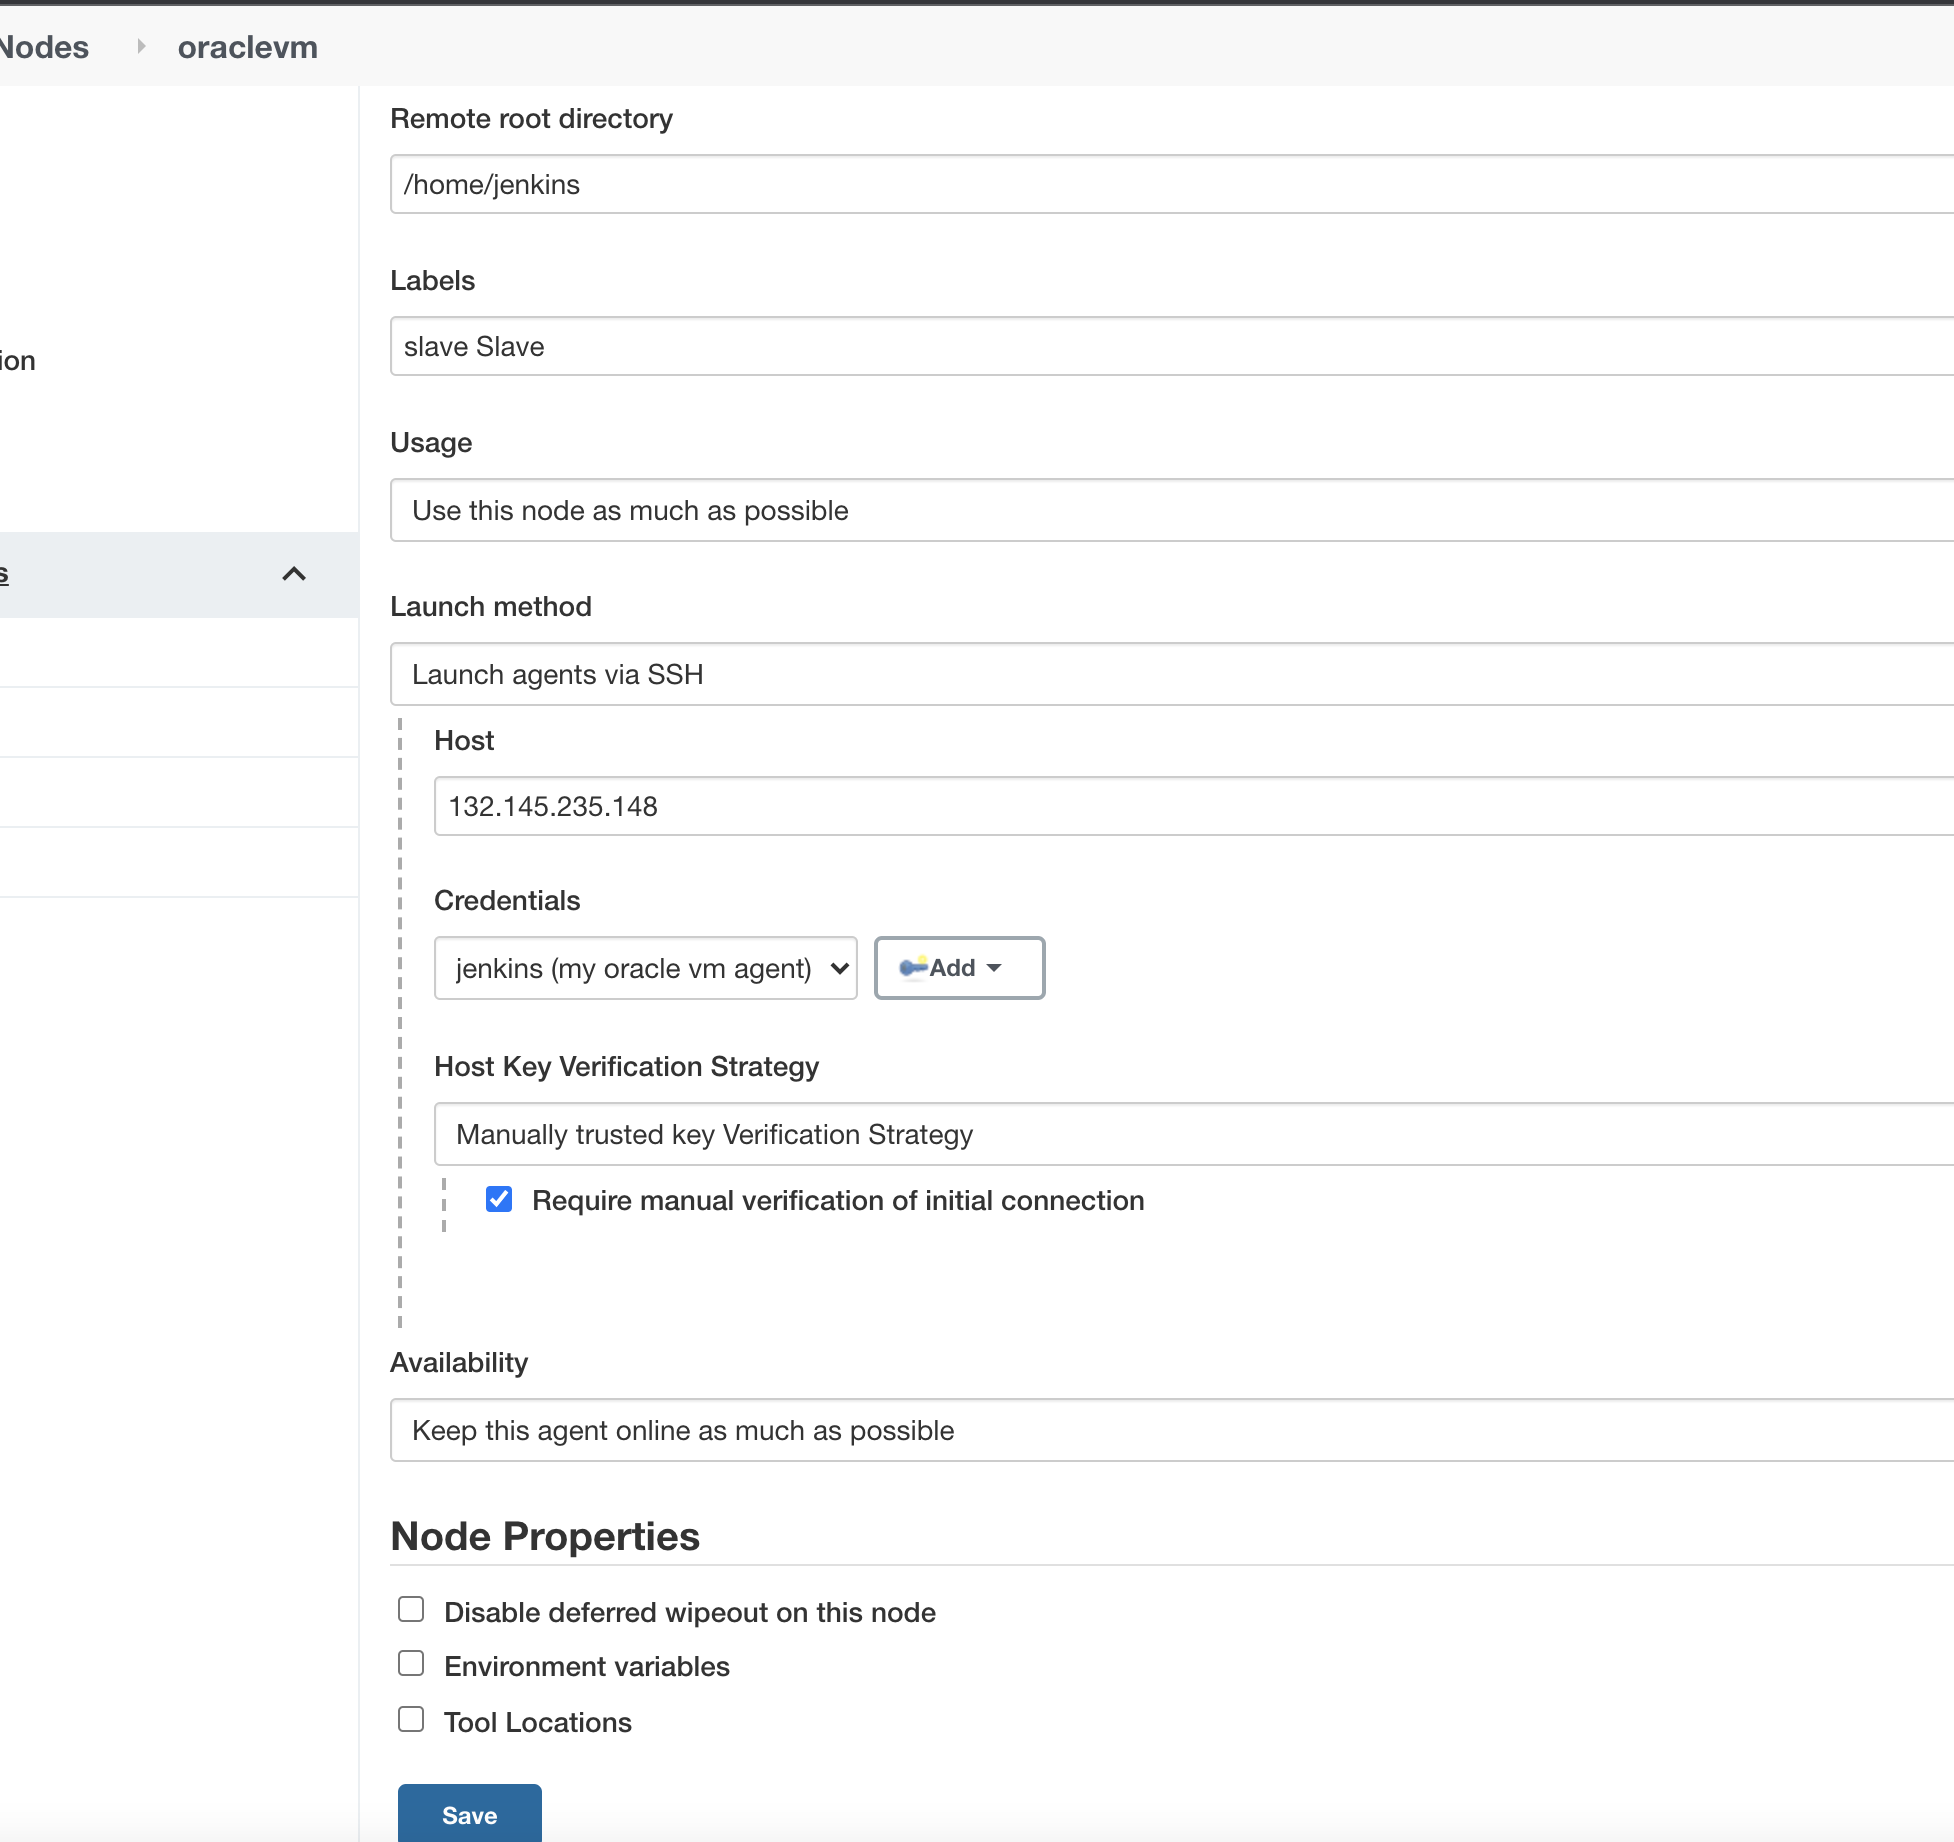 Nodes
oraclevm
ion
s
Remote root directory
/home/jenkins
Labels
slave Slave
Usage
Use this node as much as possible
Launch method
Launch agents via SSH
Host
132.145.235.148
Credentials
jenkins (my oracle vm agent)
Add
Host Key Verification Strategy
Manually trusted key Verification Strategy
Require manual verification of initial connection
Availability
Keep this agent online as much as possible
Node Properties
Disable deferred wipeout on this node
Environment variables
Tool Locations
Save